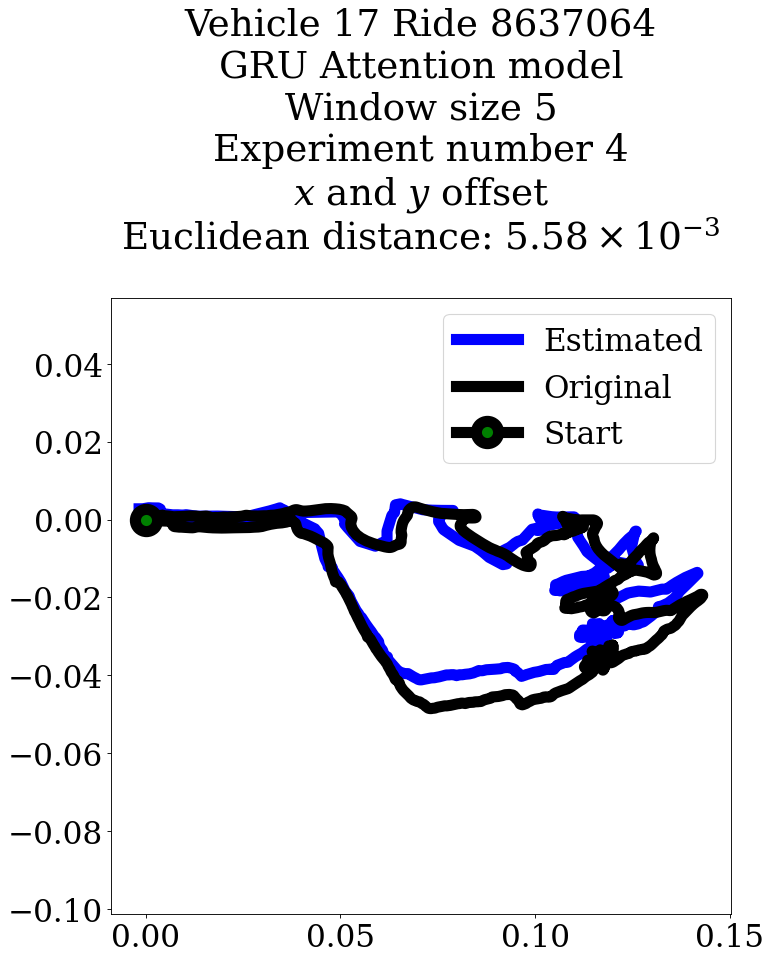 Vehicle 17 Ride 8637064
GRU Attention model
Window size 5
Experiment number 4
x and y offset
Euclidean distance: 5.58 × 10⁻³
Estimated
Original
Start
0.04
0.02
0.00
−0.02
−0.04
−0.06
−0.08
−0.10
0.00 0.05 0.10 0.15